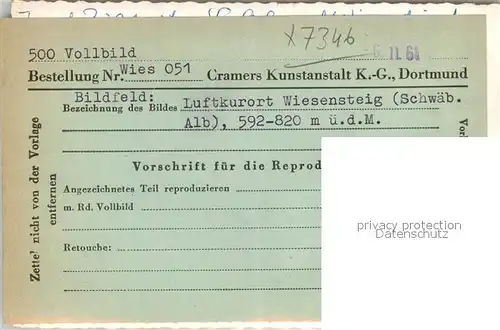 x7346
500 Vollbild
11. 64
Bestellung Nr. Wies 051 Cramers Kunstanstalt K.-G., Dortmund
Bildfeld:
Bezeichnung des Bildes Luftkurort Wiesensteig (Schwäb.
Alb), 592-820 m ü.d.M.
Vorschrift für die Reprod
Angezeichnetes Teil reproduzieren
m. Rd. Vollbild
Retouche:
Zette' nicht von der Vorlage
entfernen
privacy protection
Datenschutz